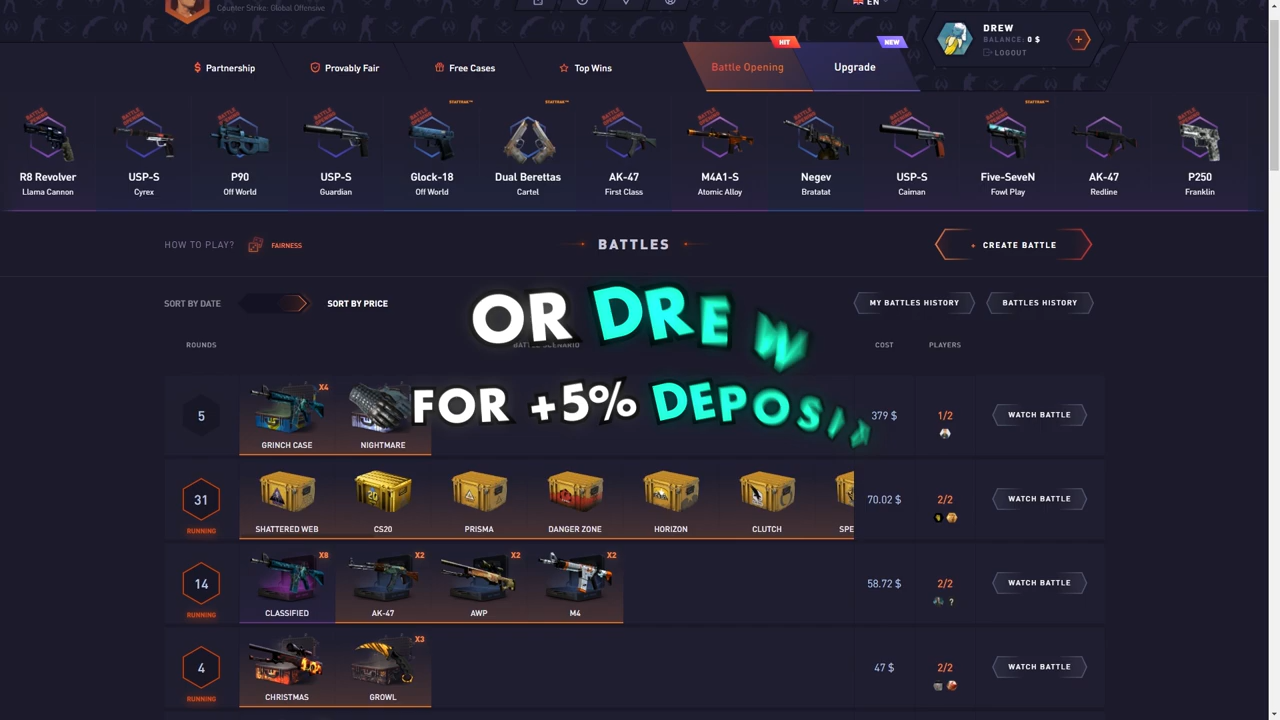 Counter Strike: Global Offensive
EN
DREW
BALANCE: 0 $
LOGOUT
HIT
NEW
Partnership
Provably Fair
Free Cases
Top Wins
Battle Opening
Upgrade
STATTRAK™ STATTRAK™ STATTRAK™
R8 Revolver USP-S P90 USP-S Glock-18 Dual Berettas AK-47 M4A1-S Negev USP-S Five-SeveN AK-47 P250
Llama Cannon Cyrex Off World Guardian Off World Cartel First Class Atomic Alloy Bratatat Caiman Fowl Play Redline Franklin
HOW TO PLAY? FAIRNESS
BATTLES
CREATE BATTLE
SORT BY DATE SORT BY PRICE
MY BATTLES HISTORY BATTLES HISTORY
OR DREW
FOR +5% DEPOSIT
ROUNDS BATTLE SCENARIO COST PLAYERS
5 X4 379 $ 1/2 WATCH BATTLE
GRINCH CASE NIGHTMARE
31 20 70.02 $ 2/2 WATCH BATTLE
RUNNING SHATTERED WEB CS20 PRISMA DANGER ZONE HORIZON CLUTCH SPE
14 X8 X2 X2 X2 58.72 $ 2/2 ? WATCH BATTLE
RUNNING CLASSIFIED AK-47 AWP M4
4 X3 47 $ 2/2 WATCH BATTLE
RUNNING CHRISTMAS GROWL